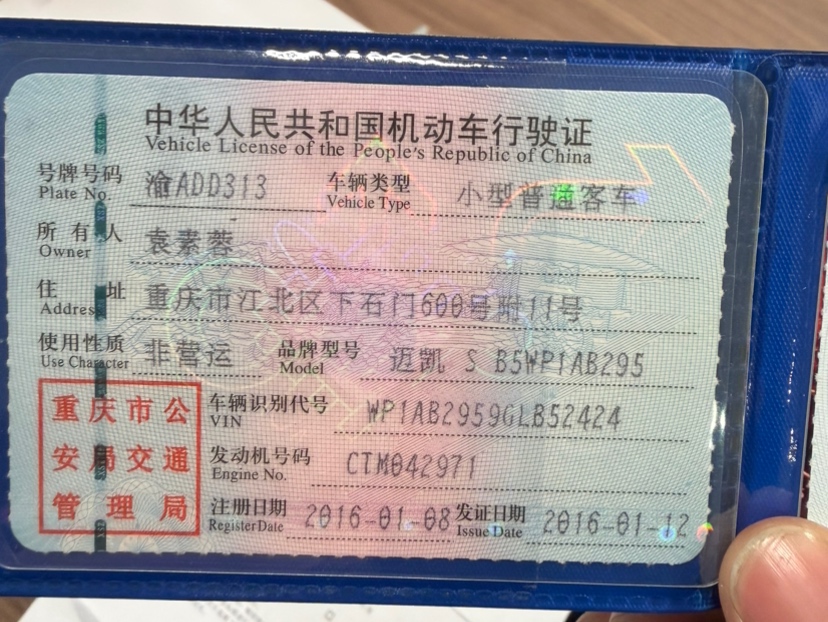 中华人民共和国机动车行驶证
Vehicle License of the People's Republic of China
号牌号码 渝ADD313 车辆类型 小型普通客车
Plate No. Vehicle Type
所有人 袁素蓉
Owner
住址 重庆市江北区下石门600号附11号
Address
使用性质 非营运 品牌型号 迈凯 S B5WP1AB295
Use Character Model
重庆市公 车辆识别代号 WP1AB2959GLB52424
VIN
安局交通 发动机号码 CTM042971
Engine No.
管理局 注册日期 2016-01-08 发证日期 2016-01-12
Register Date Issue Date